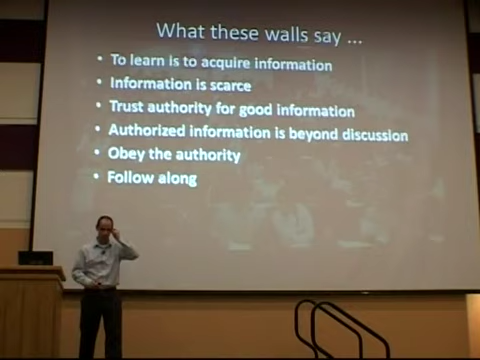 What these walls say ...
• To learn is to acquire information
• Information is scarce
• Trust authority for good information
• Authorized information is beyond discussion
• Obey the authority
• Follow along